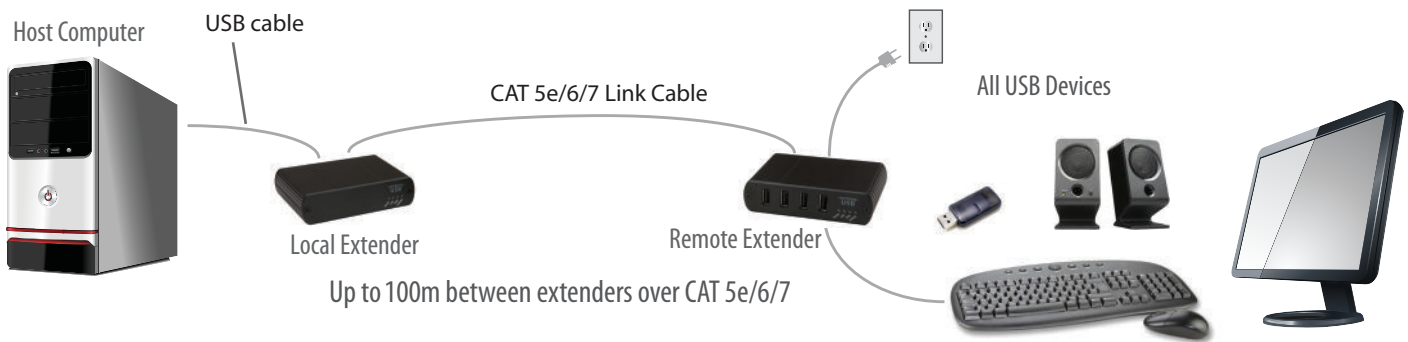 Host Computer
USB cable
CAT 5e/6/7 Link Cable
All USB Devices
Local Extender
Remote Extender
Up to 100m between extenders over CAT 5e/6/7
USB